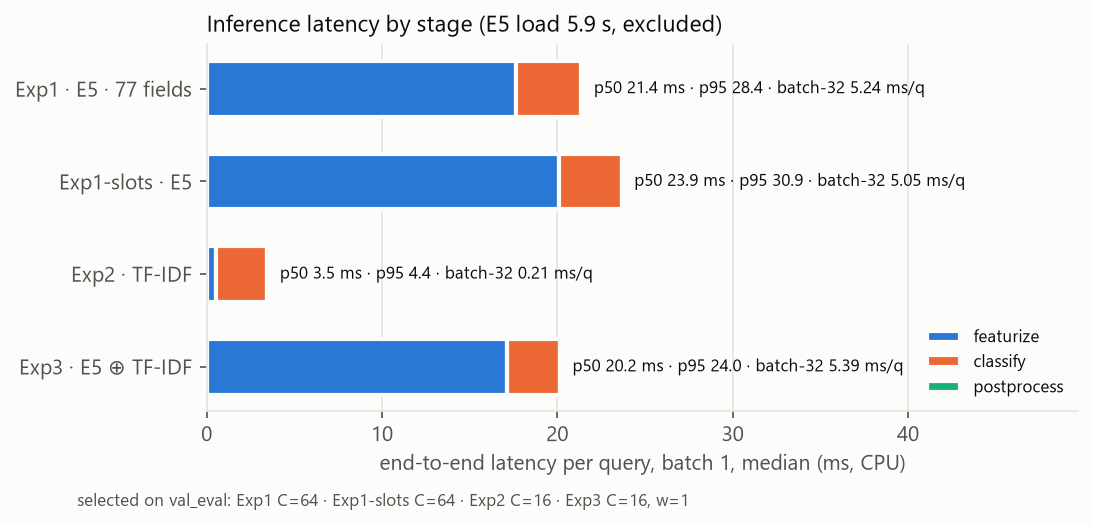 Inference latency by stage (E5 load 5.9 s, excluded)
Exp1 · E5 · 77 fields
p50 21.4 ms · p95 28.4 · batch-32 5.24 ms/q
Exp1-slots · E5
p50 23.9 ms · p95 30.9 · batch-32 5.05 ms/q
Exp2 · TF-IDF
p50 3.5 ms · p95 4.4 · batch-32 0.21 ms/q
Exp3 · E5 ⊕ TF-IDF
p50 20.2 ms · p95 24.0 · batch-32 5.39 ms/q
featurize
classify
postprocess
0 10 20 30 40
end-to-end latency per query, batch 1, median (ms, CPU)
selected on val_eval: Exp1 C=64 · Exp1-slots C=64 · Exp2 C=16 · Exp3 C=16, w=1